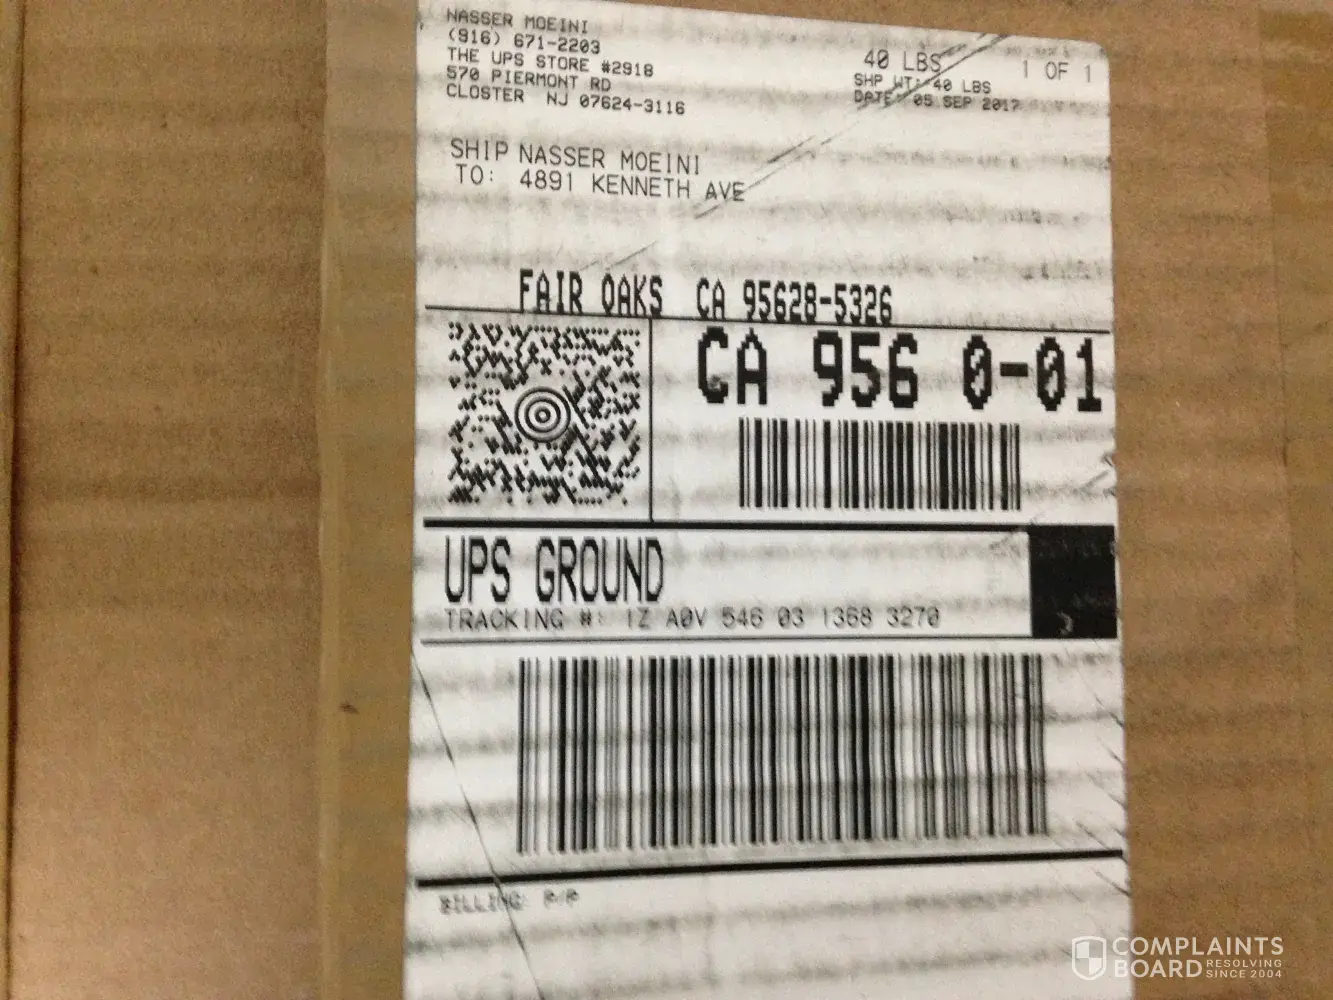 NASSER MOEINI
(916) 671-2203
THE UPS STORE #2918
570 PIERMONT RD
CLOSTER NJ 07624-3116
40 LBS 1 OF 1
SHP WT: 40 LBS
DATE: 05 SEP 2017
SHIP NASSER MOEINI
TO: 4891 KENNETH AVE
FAIR OAKS CA 95628-5326
CA 956 0-01
UPS GROUND
TRACKING #: 1Z A0V 546 03 1368 3270
BILLING: P/P
COMPLAINTS
BOARD RESOLVING
SINCE 2004